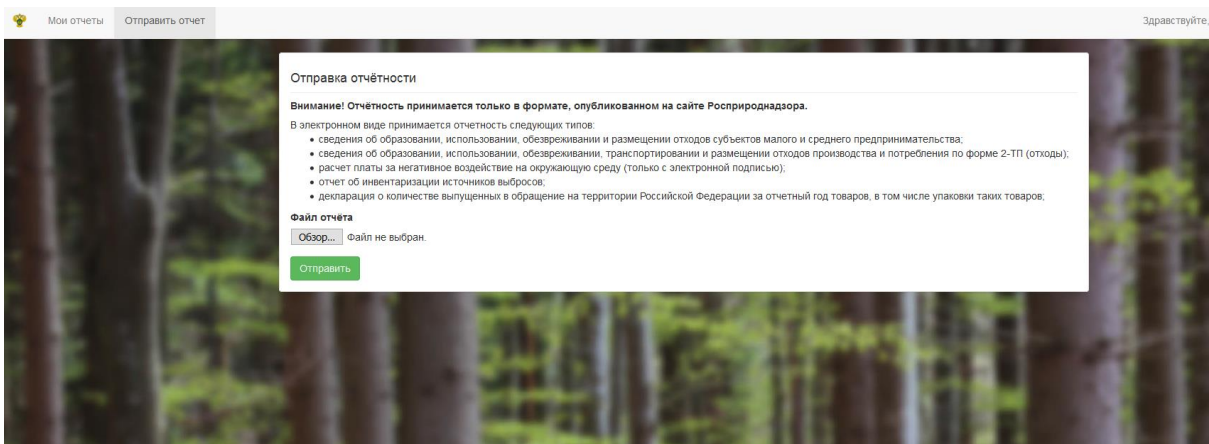 Мои отчеты Отправить отчет Здравствуйте,
Отправка отчётности
Внимание! Отчётность принимается только в формате, опубликованном на сайте Росприроднадзора.
В электронном виде принимается отчетность следующих типов:
• сведения об образовании, использовании, обезвреживании и размещении отходов субъектов малого и среднего предпринимательства;
• сведения об образовании, использовании, обезвреживании, транспортировании и размещении отходов производства и потребления по форме 2-ТП (отходы);
• расчет платы за негативное воздействие на окружающую среду (только с электронной подписью);
• отчет об инвентаризации источников выбросов;
• декларация о количестве выпущенных в обращение на территории Российской Федерации за отчетный год товаров, в том числе упаковки таких товаров;
Файл отчёта
Обзор... Файл не выбран.
Отправить